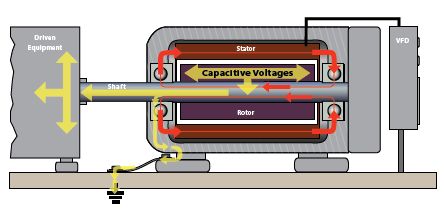 Driven
Equipment
Stator
VFD
Capacitive Voltages
Shaft
Rotor